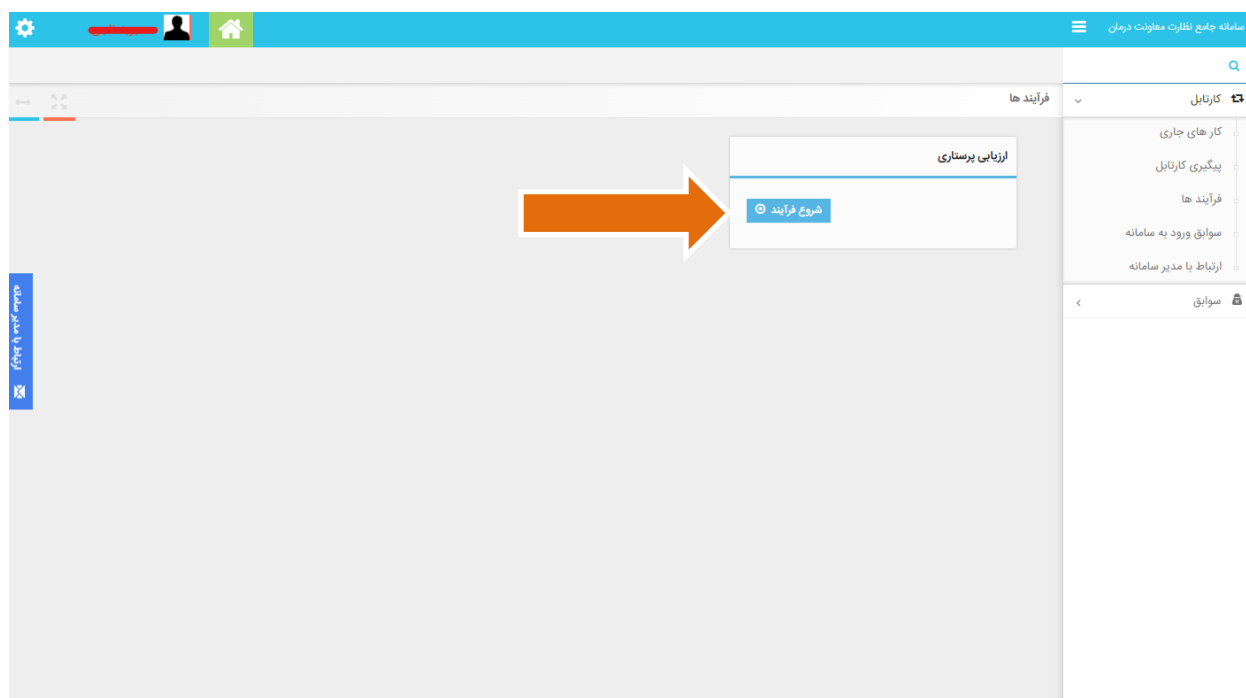 سامانه جامع نظارت معاونت درمان
کارتابل
کار های جاری
پیگیری کارتابل
فرآیند ها
سوابق ورود به سامانه
ارتباط با مدیر سامانه
سوابق
فرآیند ها
ارزیابی پرستاری
شروع فرآیند
ارتباط با مدیر سامانه